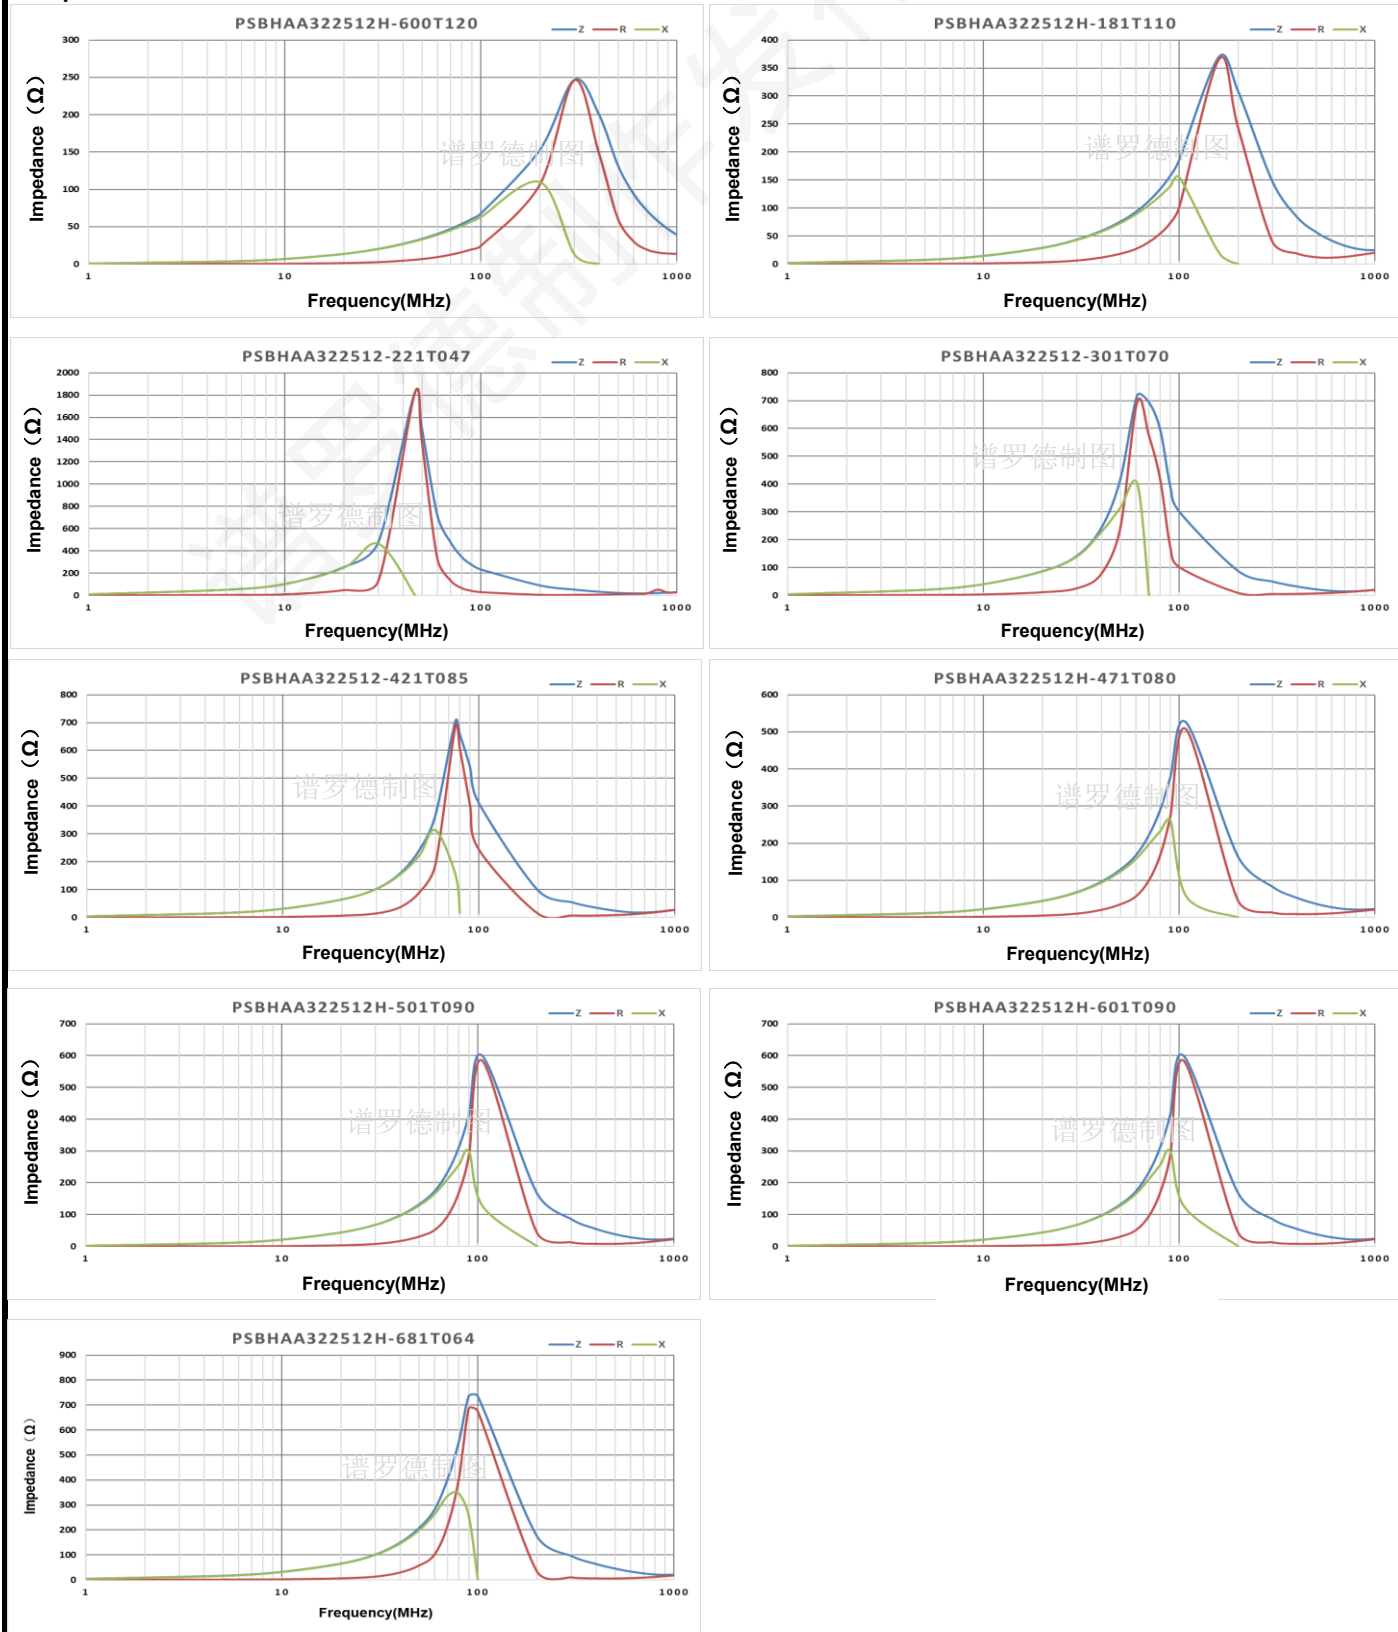 PSBHAA322512H-600T120
Z R X
300
250
200
150
100
50
0
1 10 100 1000
Impedance（Ω）
Frequency(MHz)
谱罗德制图
PSBHAA322512H-181T110
Z R X
400
350
300
250
200
150
100
50
0
1 10 100 1000
Impedance（Ω）
Frequency(MHz)
谱罗德制图
PSBHAA322512-221T047
Z R X
2000
1800
1600
1400
1200
1000
800
600
400
200
0
1 10 100 1000
Impedance（Ω）
Frequency(MHz)
谱罗德制图
PSBHAA322512-301T070
Z R X
800
700
600
500
400
300
200
100
0
1 10 100 1000
Impedance（Ω）
Frequency(MHz)
谱罗德制图
PSBHAA322512-421T085
Z R X
800
700
600
500
400
300
200
100
0
1 10 100 1000
Impedance（Ω）
Frequency(MHz)
谱罗德制图
PSBHAA322512H-471T080
Z R X
600
500
400
300
200
100
0
1 10 100 1000
Impedance（Ω）
Frequency(MHz)
谱罗德制图
PSBHAA322512H-501T090
Z R X
700
600
500
400
300
200
100
0
1 10 100 1000
Impedance（Ω）
Frequency(MHz)
谱罗德制图
PSBHAA322512H-601T090
Z R X
700
600
500
400
300
200
100
0
1 10 100 1000
Impedance（Ω）
Frequency(MHz)
谱罗德制图
PSBHAA322512H-681T064
Z R X
900
800
700
600
500
400
300
200
100
0
1 10 100 1000
Impedance（Ω）
Frequency(MHz)
谱罗德制图
谱罗德制作发